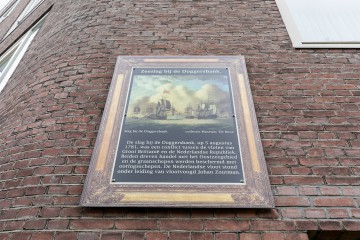 Zeeslag bij de Doggersbank.
Slag bij de Doggersbank
De slag bij de Doggersbank, op 5 augustus
1781, was een conflict tussen de vloten van
Groot Brittanië en de Nederlandse Republiek.
Beiden dreven handel met het Oostzeegebied
en de graanschepen werden beschermd met
oorlogsschepen. De Nederlandse vloot stond
onder leiding van vlootvoogd Johan Zoutman.